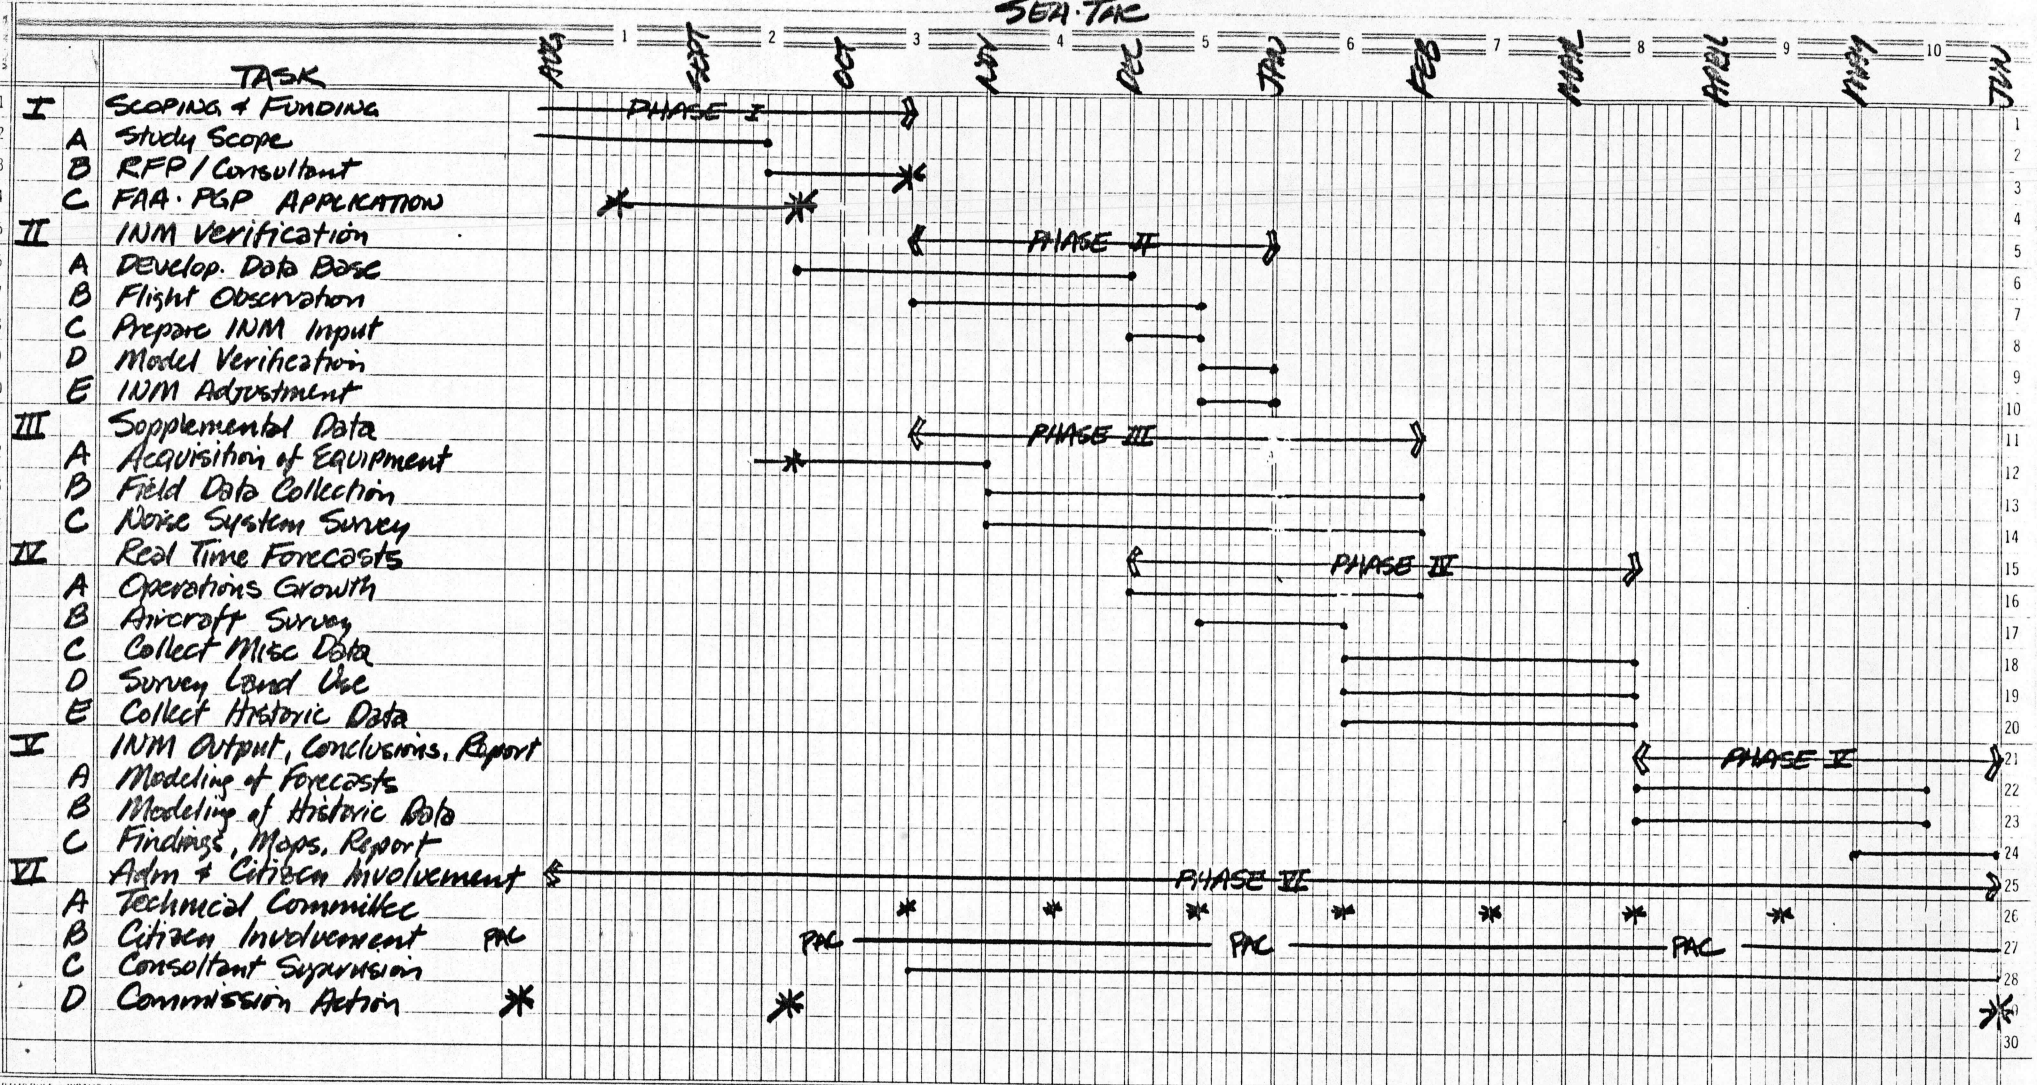 SEA·TAC
AUG 1 SEPT 2 OCT 3 NOV 4 DEC 5 JAN 6 FEB 7 MAR 8 APRIL 9 MAY 10 JUN
TASK
I SCOPING & FUNDING PHASE I 1
A Study Scope 2
B RFP/Consultant 3
C FAA·PGP APPLICATION 4
II INM Verification PHASE II 5
A Develop. Data Base 6
B Flight Observation 7
C Prepare INM Input 8
D Model Verification 9
E INM Adjustment 10
III Supplemental Data PHASE III 11
A Acquisition of Equipment 12
B Field Data Collection 13
C Noise System Survey 14
IV Real Time Forecasts PHASE IV 15
A Operations Growth 16
B Aircraft Survey 17
C Collect Misc Data 18
D Survey Land Use 19
E Collect Historic Data 20
V INM Output, Conclusions, Report PHASE V 21
A Modeling of Forecasts 22
B Modeling of Historic Data 23
C Findings, Maps, Report 24
VI Adm & Citizen Involvement PHASE VI 25
A Technical Committee * * * * * * * 26
B Citizen Involvement PAC PAC PAC PAC 27
C Consultant Supervision 28
D Commission Action * * *
30